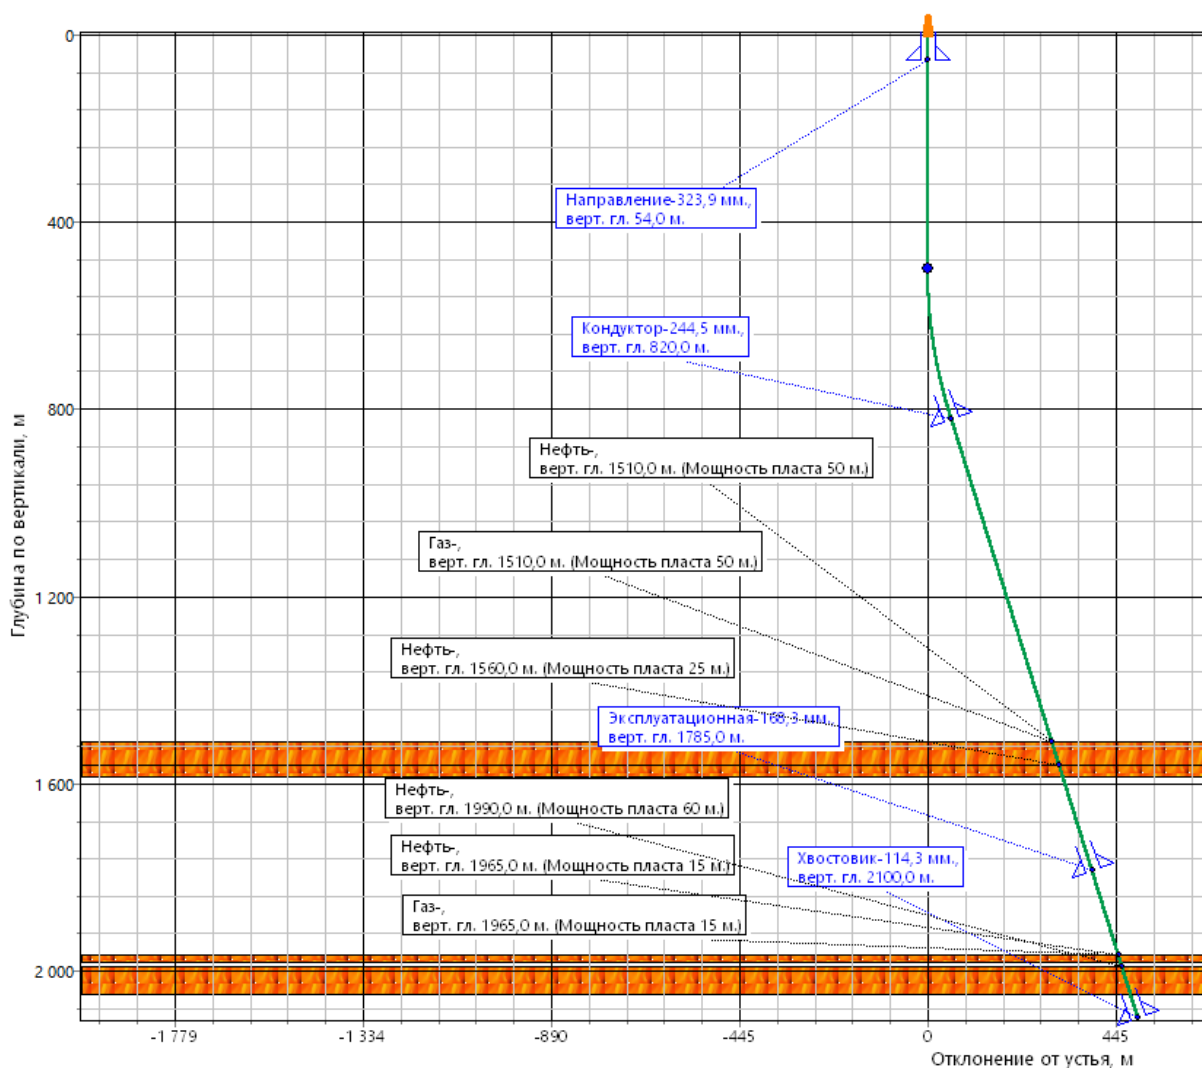 0
Направление-323,9 мм.,
верт. гл. 54,0 м.
400
Кондуктор-244,5 мм.,
верт. гл. 820,0 м.
800
Глубина по вертикали, м
Нефть-,
верт. гл. 1510,0 м. (Мощность пласта 50 м.)
Газ-,
верт. гл. 1510,0 м. (Мощность пласта 50 м.)
1 200
Нефть-,
верт. гл. 1560,0 м. (Мощность пласта 25 м.)
Эксплуатационная-168,3 мм.,
верт. гл. 1785,0 м.
1 600
Нефть-,
верт. гл. 1990,0 м. (Мощность пласта 60 м.)
Нефть-,
верт. гл. 1965,0 м. (Мощность пласта 15 м.)
Хвостовик-114,3 мм.,
верт. гл. 2100,0 м.
Газ-,
верт. гл. 1965,0 м. (Мощность пласта 15 м.)
2 000
-1 779 -1 334 -890 -445 0 445
Отклонение от устья, м